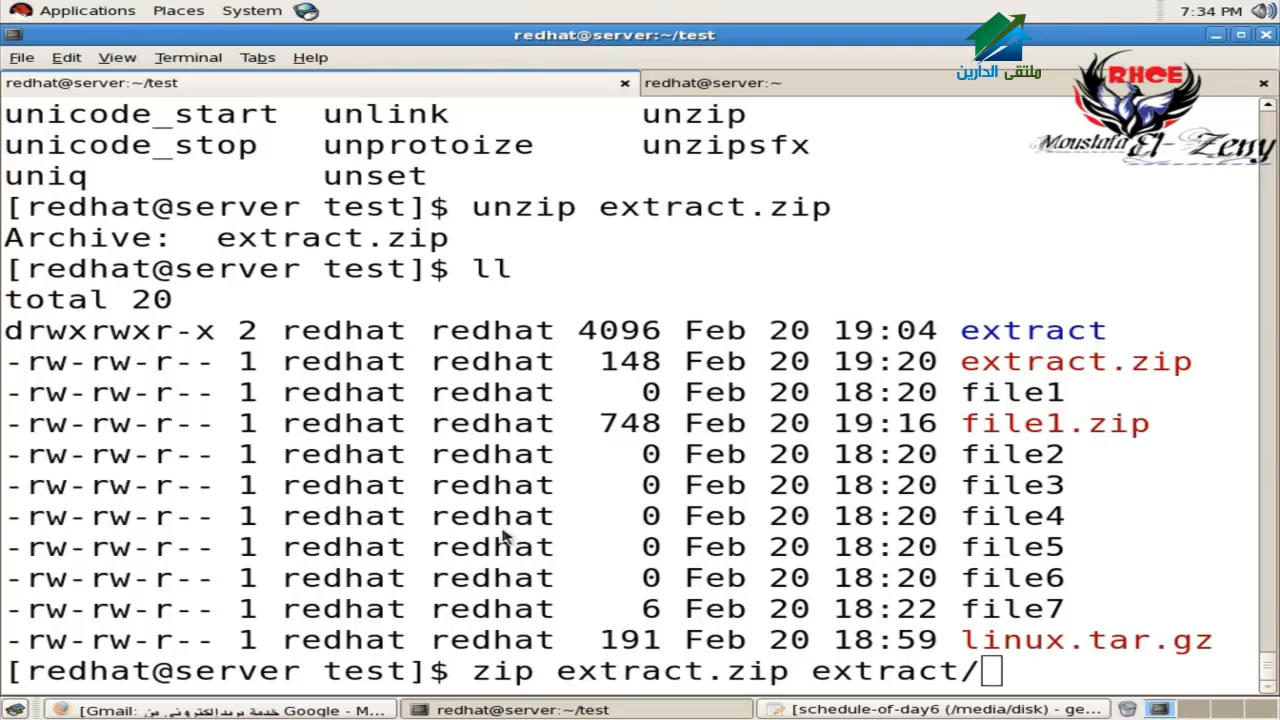 Applications Places System 7:34 PM
redhat@server:~/test
File Edit View Terminal Tabs Help
ملتقى الدارين
RHCE
Moustafa El-Zeny
redhat@server:~/test redhat@server:~
unicode_start unlink unzip
unicode_stop unprotoize unzipsfx
uniq unset
[redhat@server test]$ unzip extract.zip
Archive: extract.zip
[redhat@server test]$ ll
total 20
drwxrwxr-x 2 redhat redhat 4096 Feb 20 19:04 extract
-rw-rw-r-- 1 redhat redhat 148 Feb 20 19:20 extract.zip
-rw-rw-r-- 1 redhat redhat 0 Feb 20 18:20 file1
-rw-rw-r-- 1 redhat redhat 748 Feb 20 19:16 file1.zip
-rw-rw-r-- 1 redhat redhat 0 Feb 20 18:20 file2
-rw-rw-r-- 1 redhat redhat 0 Feb 20 18:20 file3
-rw-rw-r-- 1 redhat redhat 0 Feb 20 18:20 file4
-rw-rw-r-- 1 redhat redhat 0 Feb 20 18:20 file5
-rw-rw-r-- 1 redhat redhat 0 Feb 20 18:20 file6
-rw-rw-r-- 1 redhat redhat 6 Feb 20 18:22 file7
-rw-rw-r-- 1 redhat redhat 191 Feb 20 18:59 linux.tar.gz
[redhat@server test]$ zip extract.zip extract/
[Gmail: خدمة بريد إلكتروني من Google - M... redhat@server:~/test [schedule-of-day6 (/media/disk) - ge...